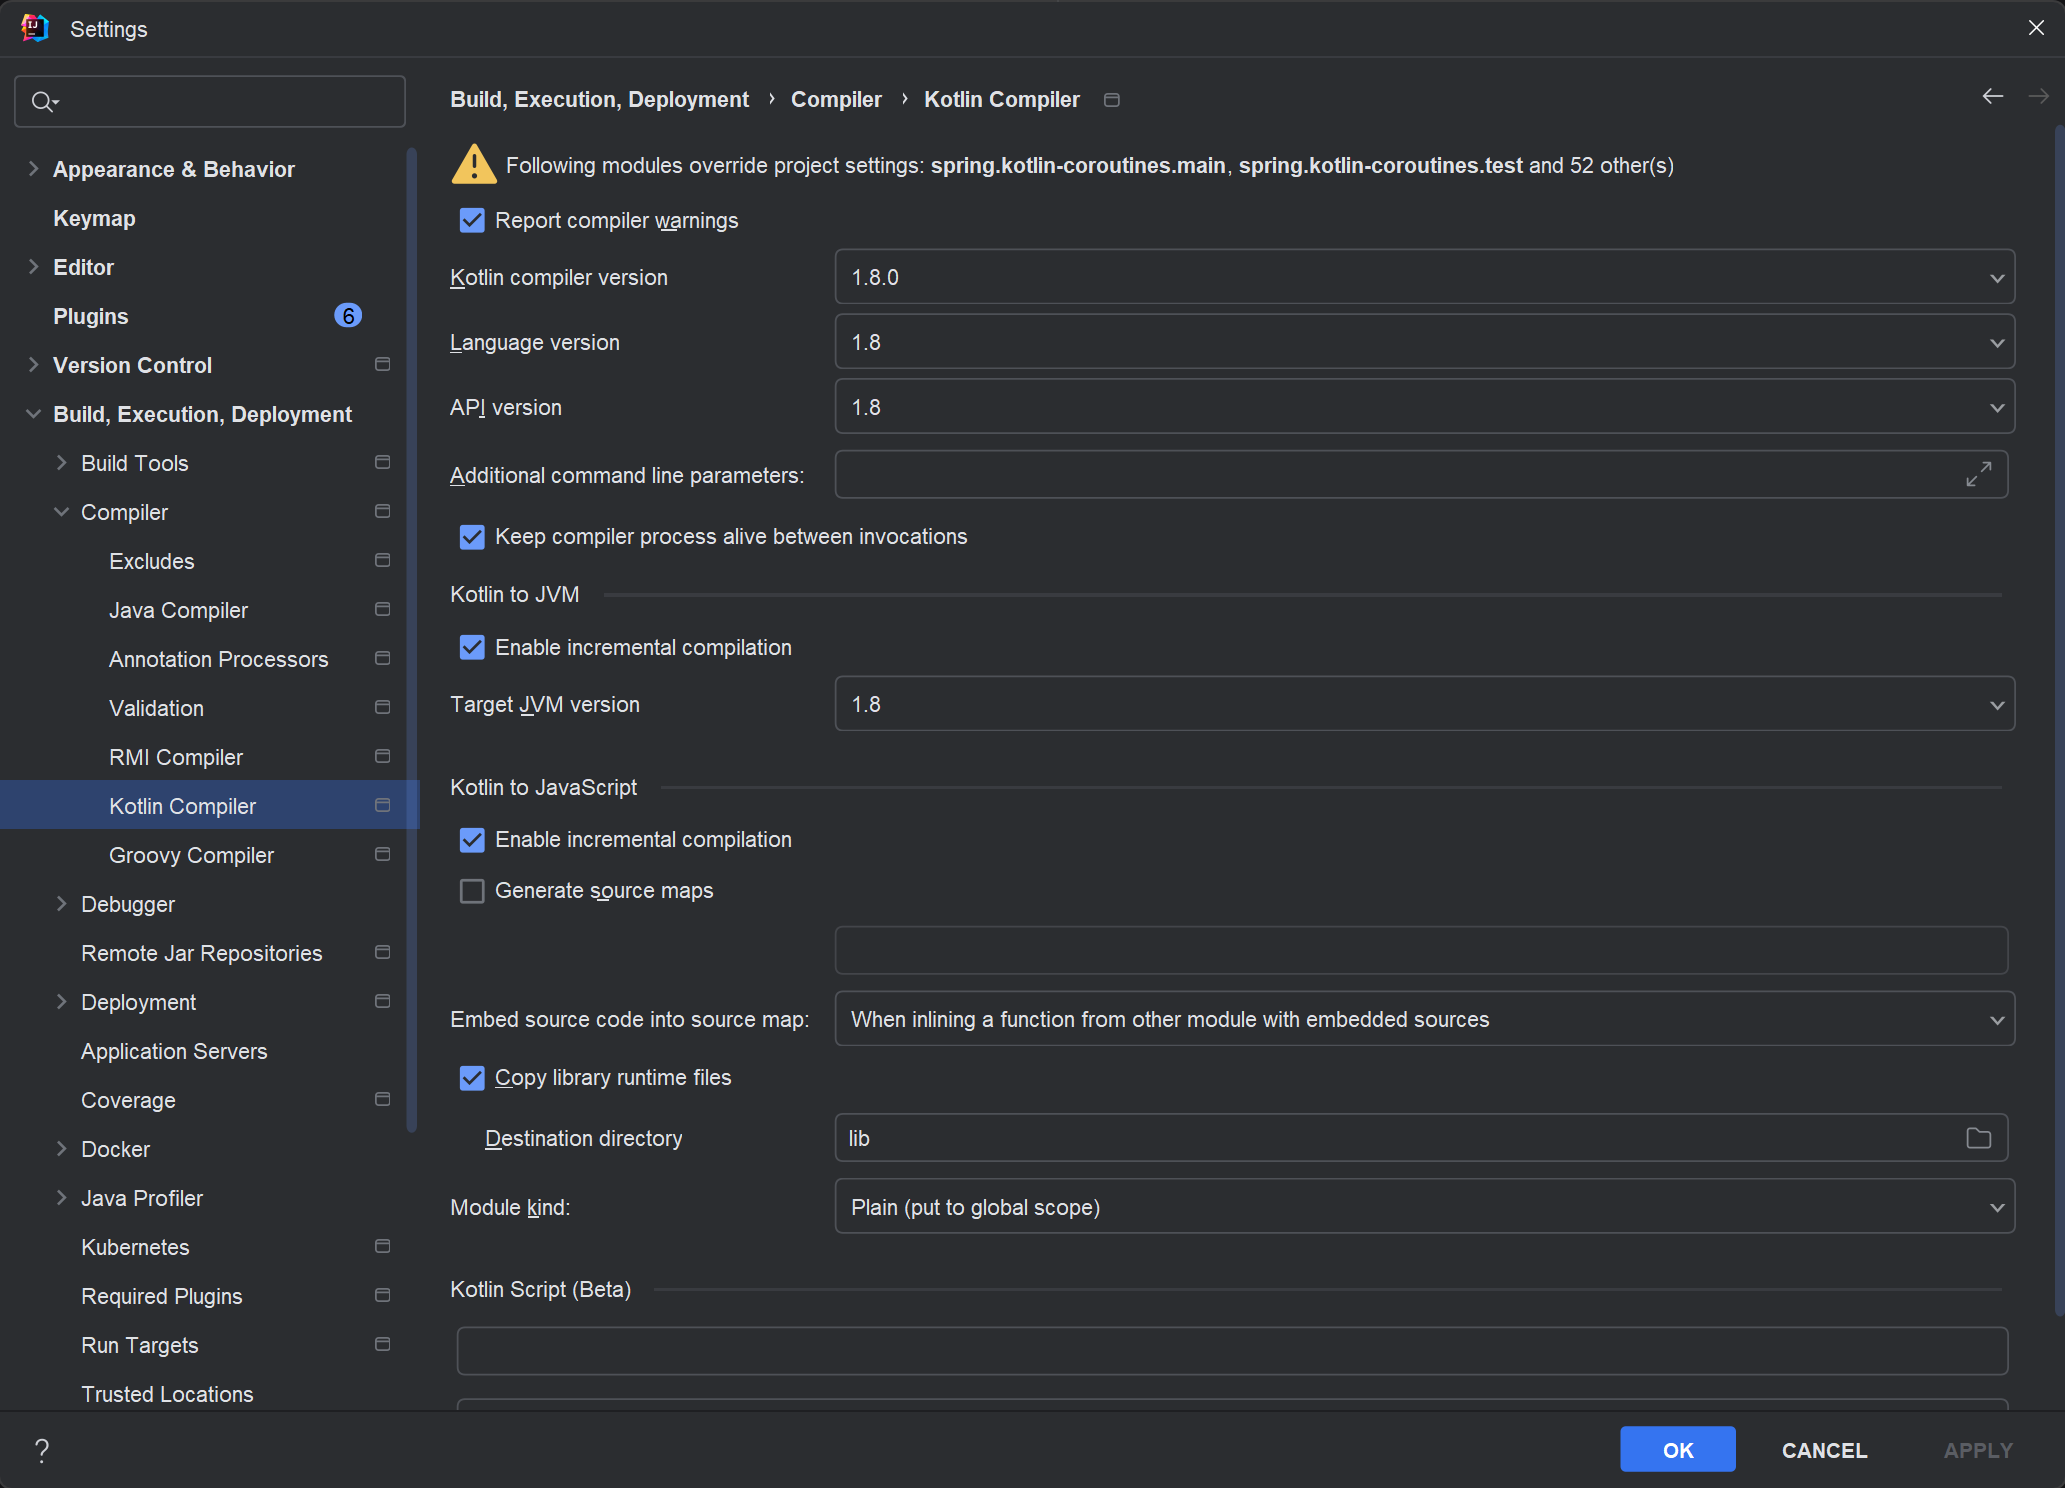 Settings
Appearance & Behavior
Keymap
Editor
Plugins 6
Version Control
Build, Execution, Deployment
Build Tools
Compiler
Excludes
Java Compiler
Annotation Processors
Validation
RMI Compiler
Kotlin Compiler
Groovy Compiler
Debugger
Remote Jar Repositories
Deployment
Application Servers
Coverage
Docker
Java Profiler
Kubernetes
Required Plugins
Run Targets
Trusted Locations
Build, Execution, Deployment › Compiler › Kotlin Compiler
Following modules override project settings: spring.kotlin-coroutines.main, spring.kotlin-coroutines.test and 52 other(s)
Report compiler warnings
Kotlin compiler version 1.8.0
Language version 1.8
API version 1.8
Additional command line parameters:
Keep compiler process alive between invocations
Kotlin to JVM
Enable incremental compilation
Target JVM version 1.8
Kotlin to JavaScript
Enable incremental compilation
Generate source maps
Embed source code into source map: When inlining a function from other module with embedded sources
Copy library runtime files
Destination directory lib
Module kind: Plain (put to global scope)
Kotlin Script (Beta)
? OK CANCEL APPLY